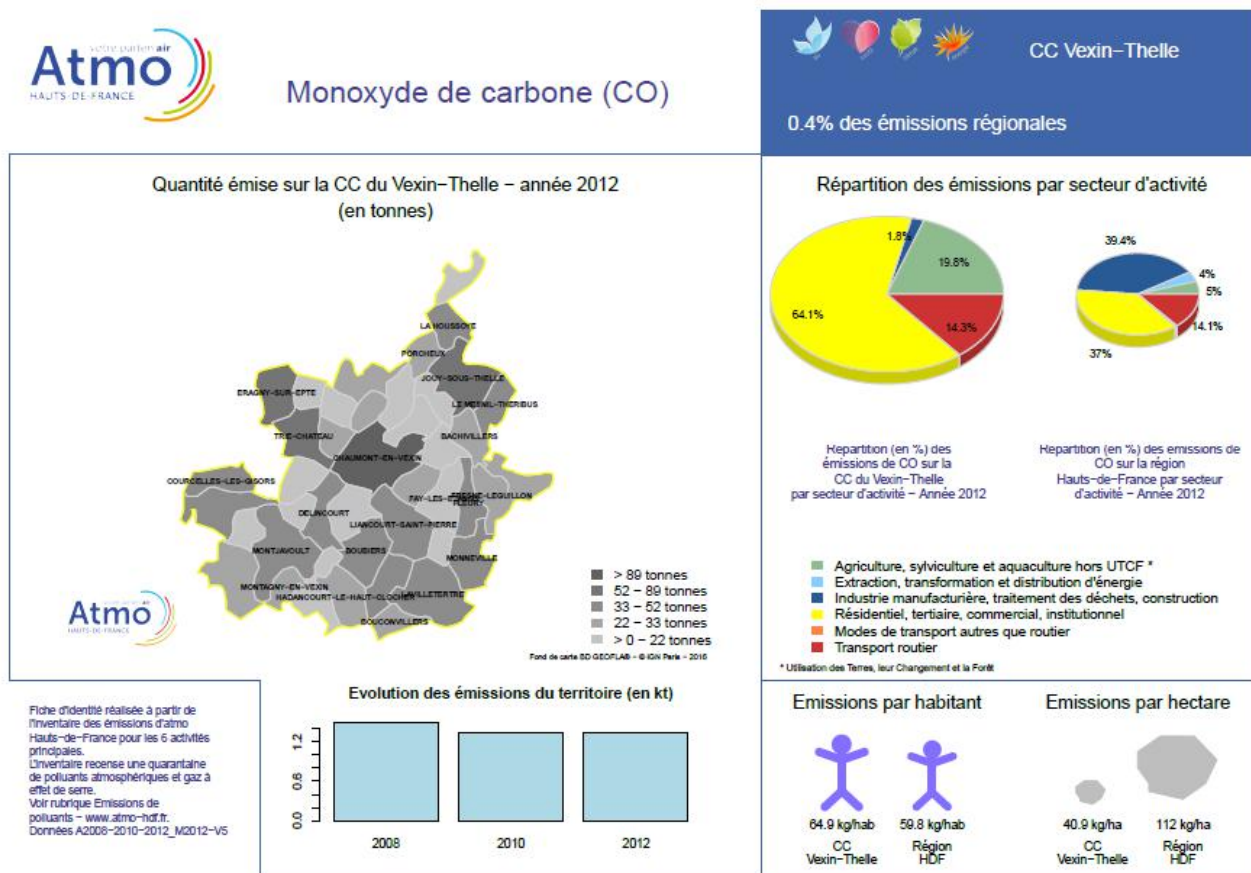 votre parten'air
Atmo
HAUTS-DE-FRANCE
Monoxyde de carbone (CO)
CC Vexin-Thelle
0.4% des émissions régionales
Quantité émise sur la CC du Vexin-Thelle - année 2012
(en tonnes)
LA HOUSSOYE
PORCHEUX
JOUY-SOUS-THELLE
ERAGNY-SUR-EPTE
LE MESNIL-THERIBUS
TRIE-CHATEAU
BACHIVILLERS
CHAUMONT-EN-VEXIN
COURCELLES-LES-GISORS
FRESNE-LEGUILLON
FLEURY
DELINCOURT
LIANCOURT-SAINT-PIERRE
MONTJAVOULT
BOUBIERS
MONNEVILLE
MONTAGNY-EN-VEXIN
HADANCOURT-LE-HAUT-CLOCHER
LAVILLETERTRE
BOUCONVILLERS
> 89 tonnes
52 - 89 tonnes
33 - 52 tonnes
22 - 33 tonnes
> 0 - 22 tonnes
Fond de carte BD GEOFLA® - © IGN Paris - 2016
Atmo
HAUTS-DE-FRANCE
Répartition des émissions par secteur d'activité
1.8%
19.8%
64.1%
14.3%
39.4%
4%
5%
14.1%
37%
Repartition (en %) des
émissions de CO sur la
CC du Vexin-Thelle
par secteur d'activité - Année 2012
Repartition (en %) des emissions de
CO sur la région
Hauts-de-France par secteur
d'activité - Année 2012
Agriculture, sylviculture et aquaculture hors UTCF *
Extraction, transformation et distribution d'énergie
Industrie manufacturière, traitement des déchets, construction
Résidentiel, tertiaire, commercial, institutionnel
Modes de transport autres que routier
Transport routier
* Utilisation des Terres, leur Changement et la Forêt
Fiche d'identité réalisée à partir de
l'inventaire des émissions d'atmo
Hauts-de-France pour les 6 activités
principales.
L'inventaire recense une quarantaine
de polluants atmosphériques et gaz à
effet de serre.
Voir rubrique Emissions de
polluants - www.atmo-hdf.fr.
Données A2008-2010-2012_M2012-V5
Evolution des émissions du territoire (en kt)
1.2
0.6
0.0
2008
2010
2012
Emissions par habitant
64.9 kg/hab
59.8 kg/hab
CC
Vexin-Thelle
Région
HDF
Emissions par hectare
40.9 kg/ha
112 kg/ha
CC
Vexin-Thelle
Région
HDF